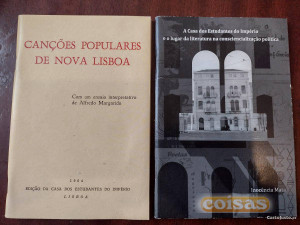 CANÇÕES POPULARES
DE NOVA LISBOA
Com um ensaio interpretativo
de Alfredo Margarido
1964
EDIÇÃO DA CASA DOS ESTUDANTES DO IMPÉRIO
LISBOA
A Casa dos Estudantes do Império
e o lugar da literatura na consciencialização política
Inocência Mata
coisas